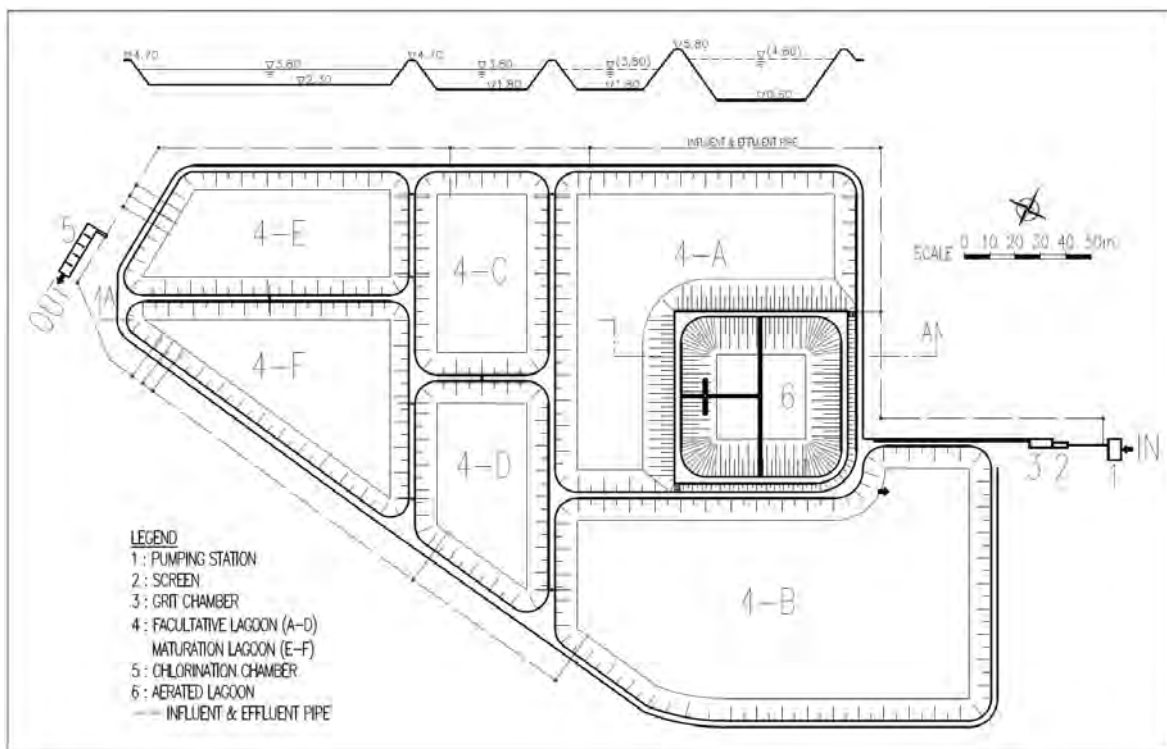 ▽4.70
▽3.80
▽2.30
▽4.70
▽3.80
▽1.80
▽(3.80)
▽1.80
▽5.80
▽(4.80)
▽0.80
INFLUENT & EFFLUENT PIPE
4-E
4-C
4-A
5
OUT
SCALE 0 10 20 30 40 50m
4-F
6
4-D
IN
3 2 1
4-B
LEGEND
1 : PUMPING STATION
2 : SCREEN
3 : GRIT CHAMBER
4 : FACULTATIVE LAGOON (A-D)
MATURATION LAGOON (E-F)
5 : CHLORINATION CHAMBER
6 : AERATED LAGOON
INFLUENT & EFFLUENT PIPE